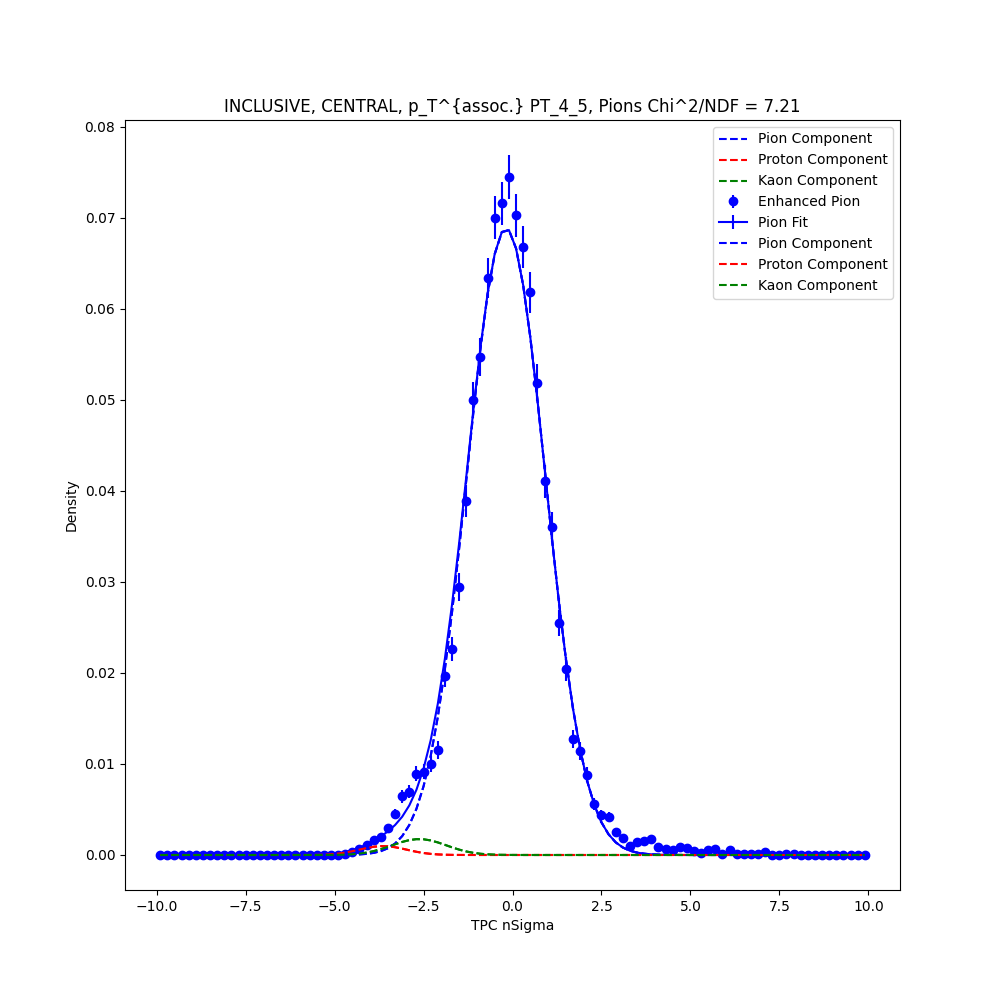 INCLUSIVE, CENTRAL, p_T^{assoc.} PT_4_5, Pions Chi^2/NDF = 7.21
Pion Component
Proton Component
Kaon Component
Enhanced Pion
Pion Fit
Pion Component
Proton Component
Kaon Component
0.08
0.07
0.06
0.05
0.04
0.03
0.02
0.01
0.00
Density
−10.0 −7.5 −5.0 −2.5 0.0 2.5 5.0 7.5 10.0
TPC nSigma